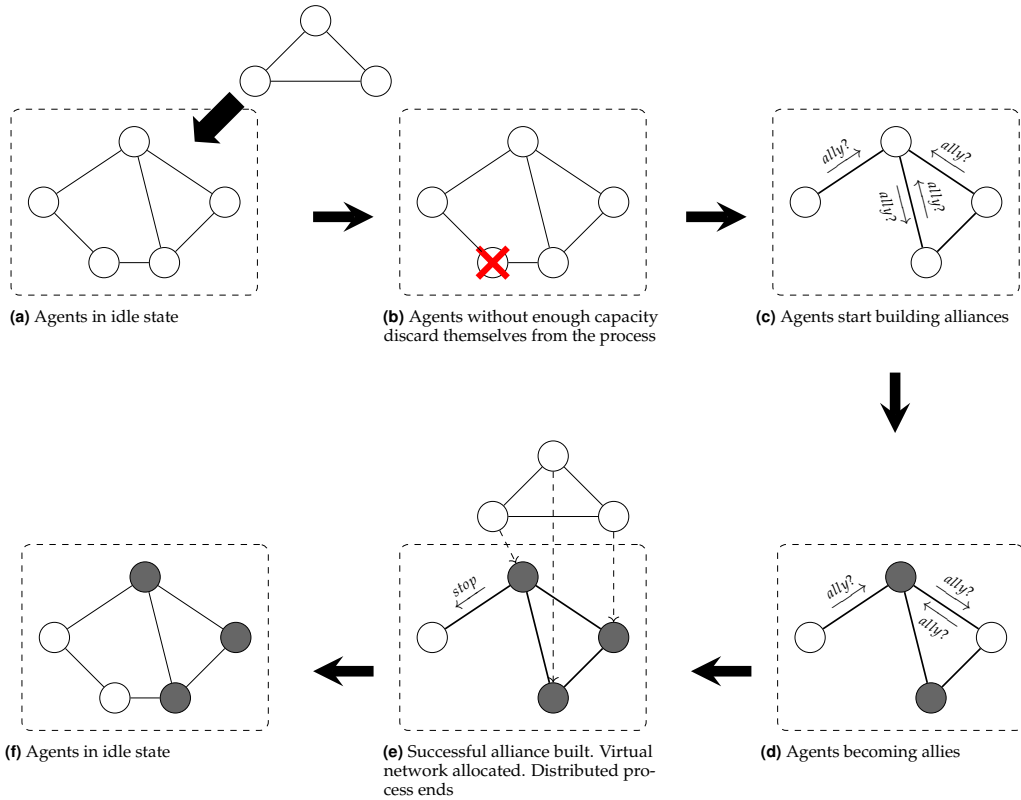 ally?
ally?
ally?
ally?
(a) Agents in idle state
(b) Agents without enough capacity
discard themselves from the process
(c) Agents start building alliances
stop
ally?
ally?
ally?
(f) Agents in idle state
(e) Successful alliance built. Virtual
network allocated. Distributed pro-
cess ends
(d) Agents becoming allies